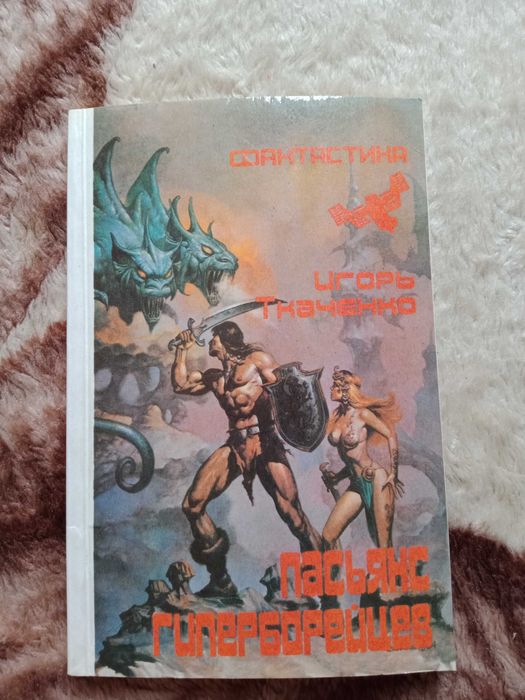 Фантастика
Игорь
Ткаченко
Пасьянс
гиперборейцев